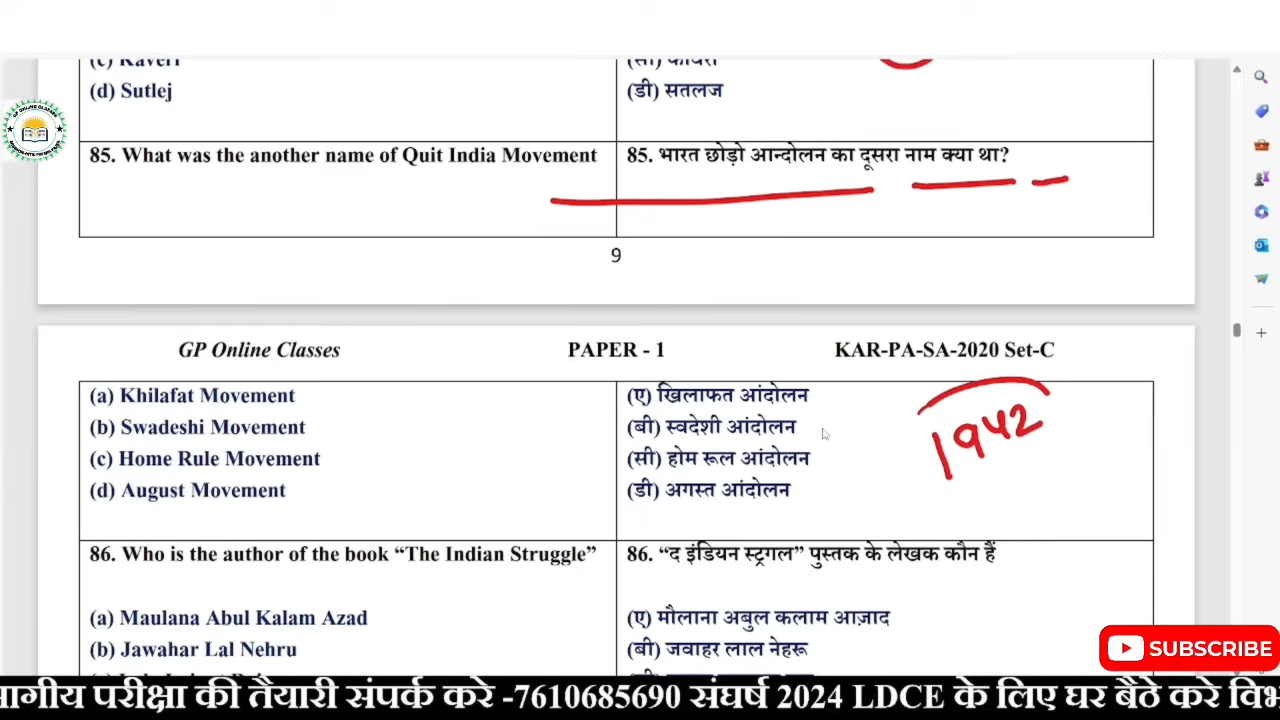 (c) Kaveri
(सी) कावेरी
(d) Sutlej
(डी) सतलज
85. What was the another name of Quit India Movement
85. भारत छोड़ो आन्दोलन का दूसरा नाम क्या था?
9
GP Online Classes
PAPER - 1
KAR-PA-SA-2020 Set-C
(a) Khilafat Movement
(ए) खिलाफत आंदोलन
(b) Swadeshi Movement
(बी) स्वदेशी आंदोलन
(c) Home Rule Movement
(सी) होम रूल आंदोलन
(d) August Movement
(डी) अगस्त आंदोलन
1942
86. Who is the author of the book “The Indian Struggle”
86. “द इंडियन स्ट्रगल” पुस्तक के लेखक कौन हैं
(a) Maulana Abul Kalam Azad
(ए) मौलाना अबुल कलाम आज़ाद
(b) Jawahar Lal Nehru
(बी) जवाहर लाल नेहरू
SUBSCRIBE
ागीय परीक्षा की तैयारी संपर्क करे -7610685690 संघर्ष 2024 LDCE के लिए घर बैठे करे विभ